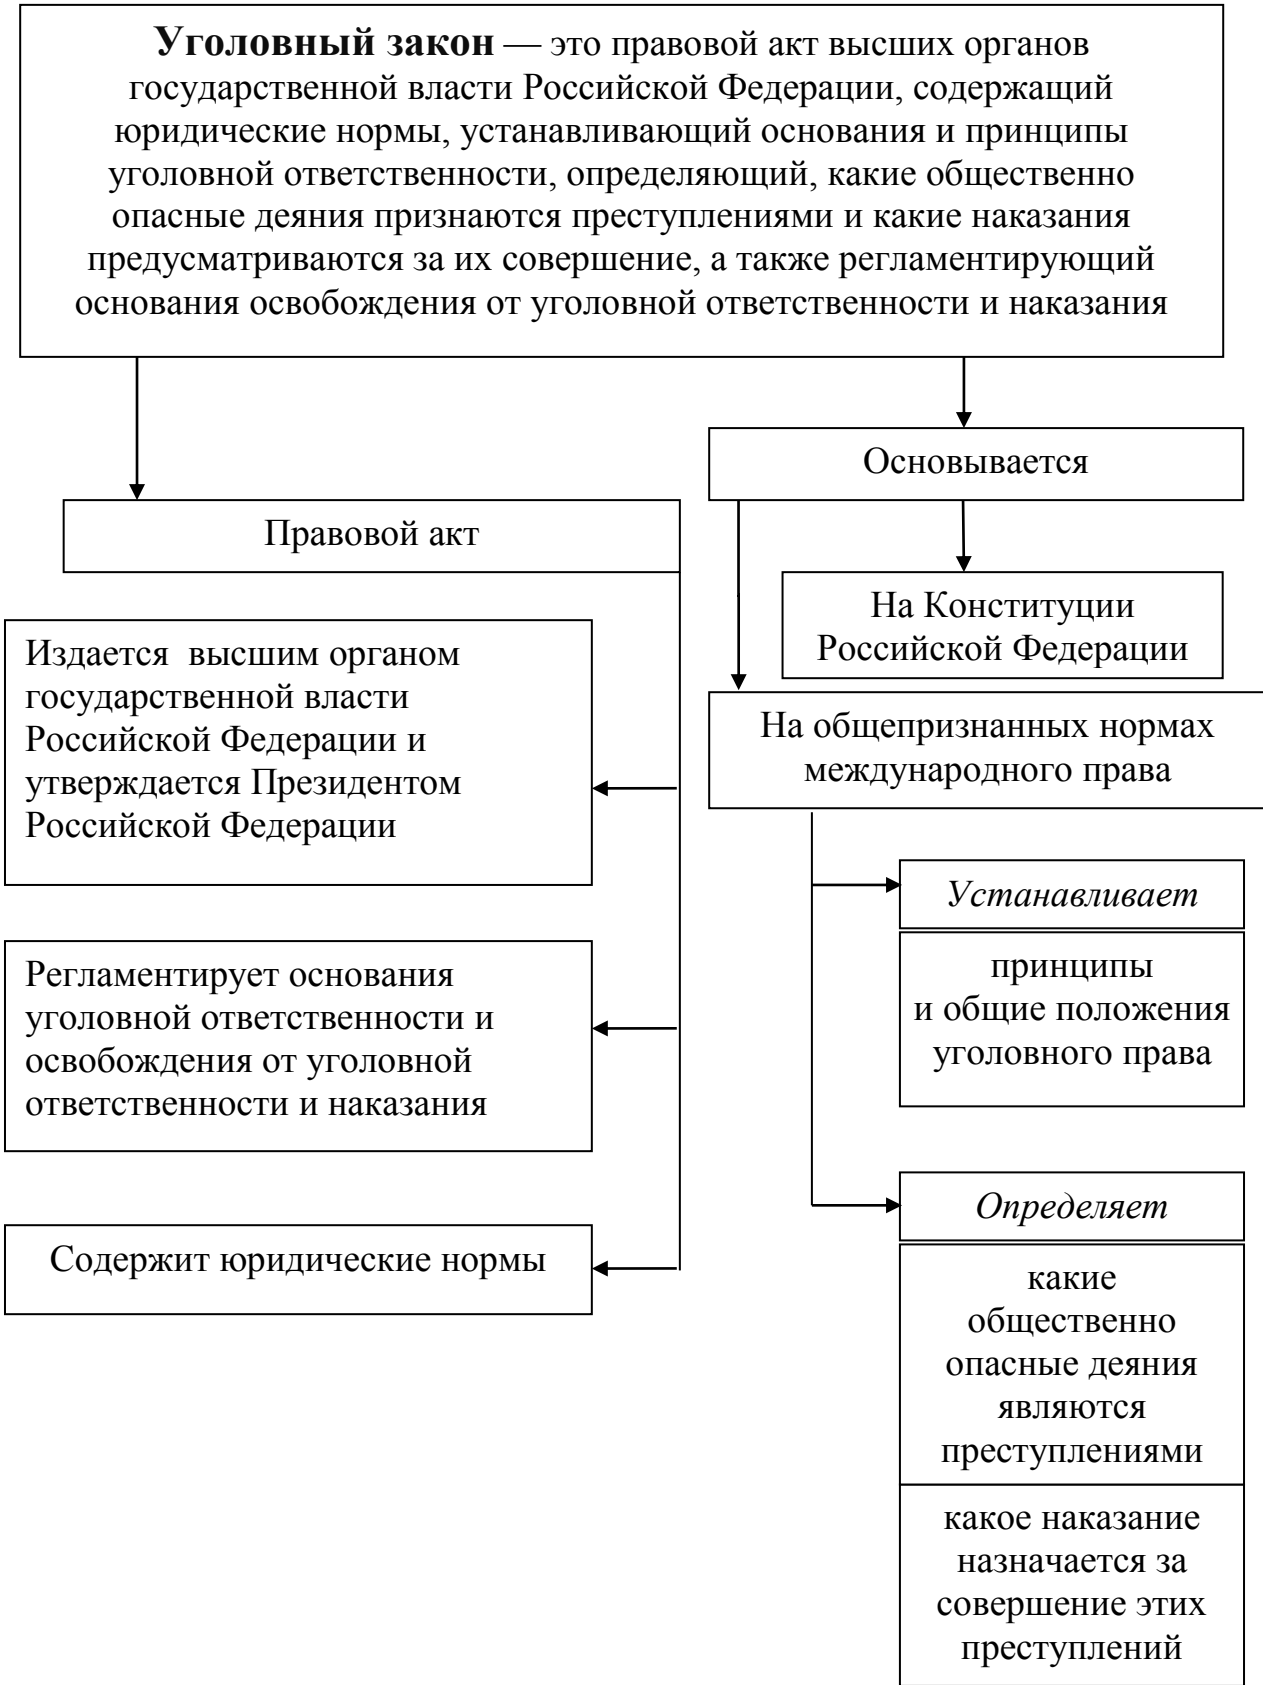 Уголовный закон — это правовой акт высших органов
государственной власти Российской Федерации, содержащий
юридические нормы, устанавливающий основания и принципы
уголовной ответственности, определяющий, какие общественно
опасные деяния признаются преступлениями и какие наказания
предусматриваются за их совершение, а также регламентирующий
основания освобождения от уголовной ответственности и наказания
Основывается
Правовой акт
На Конституции
Российской Федерации
Издается высшим органом
государственной власти
Российской Федерации и
утверждается Президентом
Российской Федерации
На общепризнанных нормах
международного права
Устанавливает
принципы
и общие положения
уголовного права
Регламентирует основания
уголовной ответственности и
освобождения от уголовной
ответственности и наказания
Определяет
Содержит юридические нормы
какие
общественно
опасные деяния
являются
преступлениями
какое наказание
назначается за
совершение этих
преступлений